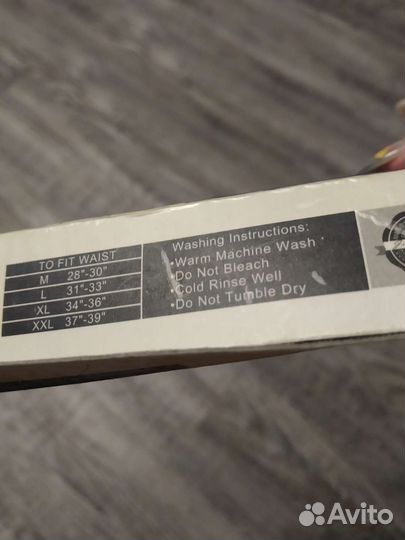 TO FIT WAIST
M 28"-30"
L 31"-33"
XL 34"-36"
XXL 37"-39"
Washing Instructions:
•Warm Machine Wash
•Do Not Bleach
•Cold Rinse Well
•Do Not Tumble Dry
Avito